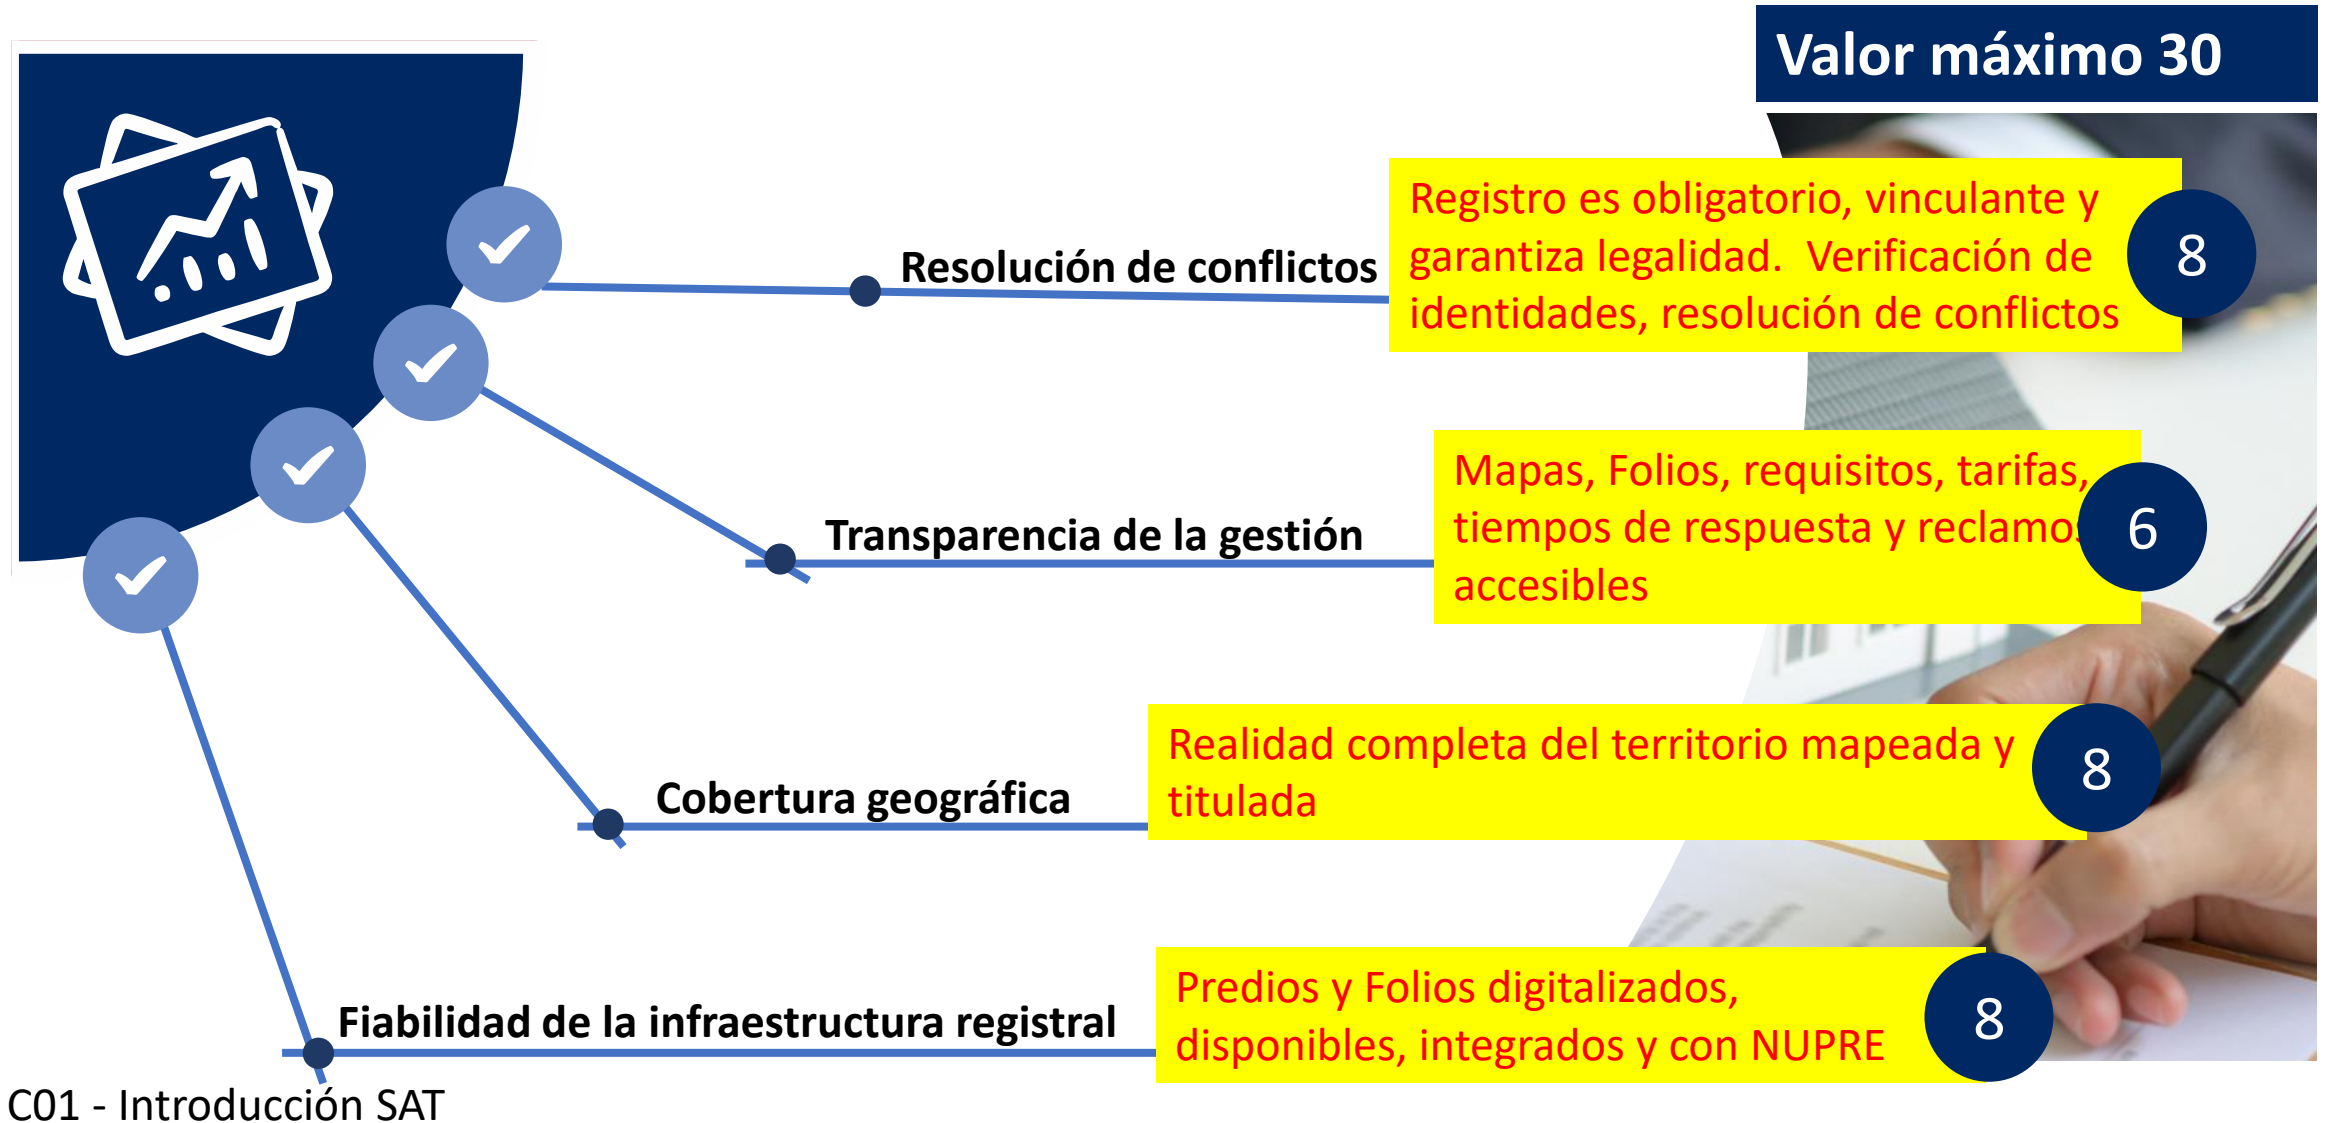 Valor máximo 30
Resolución de conflictos
Registro es obligatorio, vinculante y
garantiza legalidad.  Verificación de
identidades, resolución de conflictos
8
Transparencia de la gestión
Mapas, Folios, requisitos, tarifas,
tiempos de respuesta y reclamos
accesibles
6
Cobertura geográfica
Realidad completa del territorio mapeada y
titulada
8
Fiabilidad de la infraestructura registral
Predios y Folios digitalizados,
disponibles, integrados y con NUPRE
8
C01 - Introducción SAT